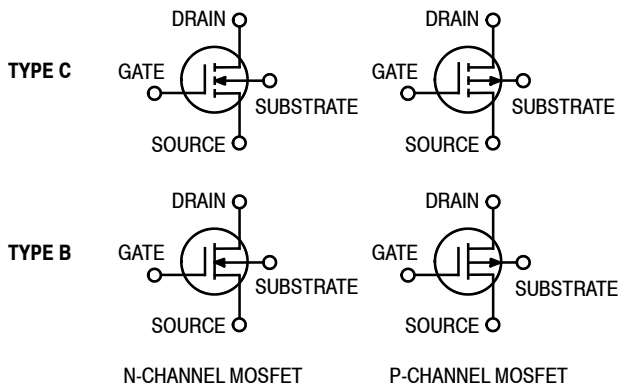 DRAIN DRAIN
TYPE C GATE GATE
SUBSTRATE SUBSTRATE
SOURCE SOURCE
DRAIN DRAIN
TYPE B GATE GATE
SUBSTRATE SUBSTRATE
SOURCE SOURCE
N-CHANNEL MOSFET P-CHANNEL MOSFET